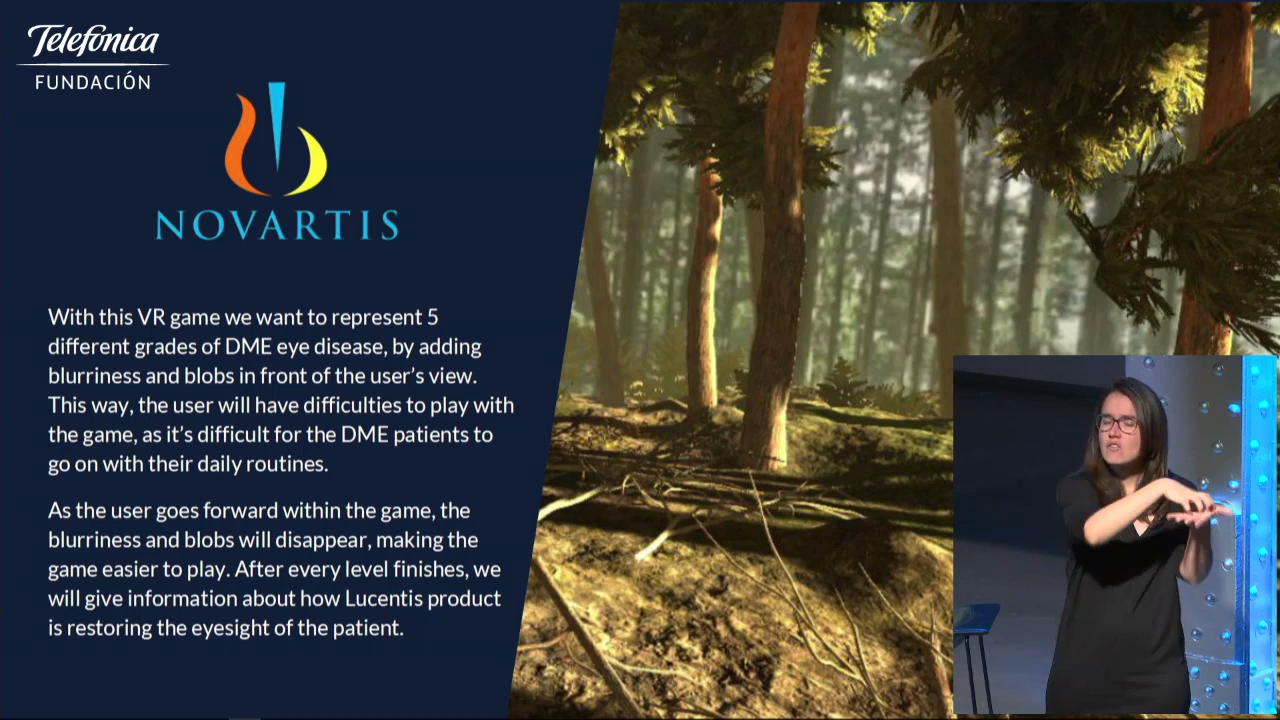 Telefónica
FUNDACIÓN
NOVARTIS
With this VR game we want to represent 5
different grades of DME eye disease, by adding
blurriness and blobs in front of the user's view.
This way, the user will have difficulties to play with
the game, as it's difficult for the DME patients to
go on with their daily routines.
As the user goes forward within the game, the
blurriness and blobs will disappear, making the
game easier to play. After every level finishes, we
will give information about how Lucentis product
is restoring the eyesight of the patient.